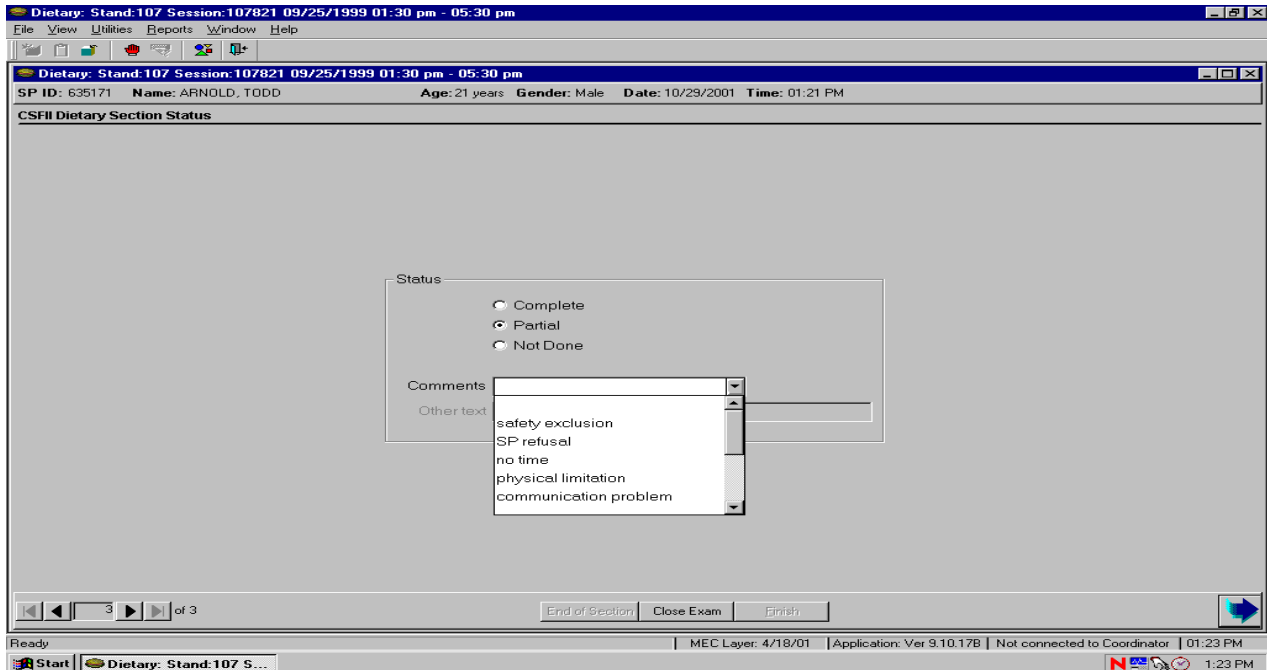 Dietary: Stand:107 Session:107821 09/25/1999 01:30 pm - 05:30 pm
File View Utilities Reports Window Help
Dietary: Stand:107 Session:107821 09/25/1999 01:30 pm - 05:30 pm
SP ID: 635171 Name: ARNOLD, TODD Age: 21 years Gender: Male Date: 10/29/2001 Time: 01:21 PM
CSFII Dietary Section Status
Status
Complete
Partial
Not Done
Comments
Other text
safety exclusion
SP refusal
no time
physical limitation
communication problem
3 of 3 End of Section Close Exam Finish
Ready MEC Layer: 4/18/01 Application: Ver 9.10.17B Not connected to Coordinator 01:23 PM
Start Dietary: Stand:107 S... N 1:23 PM